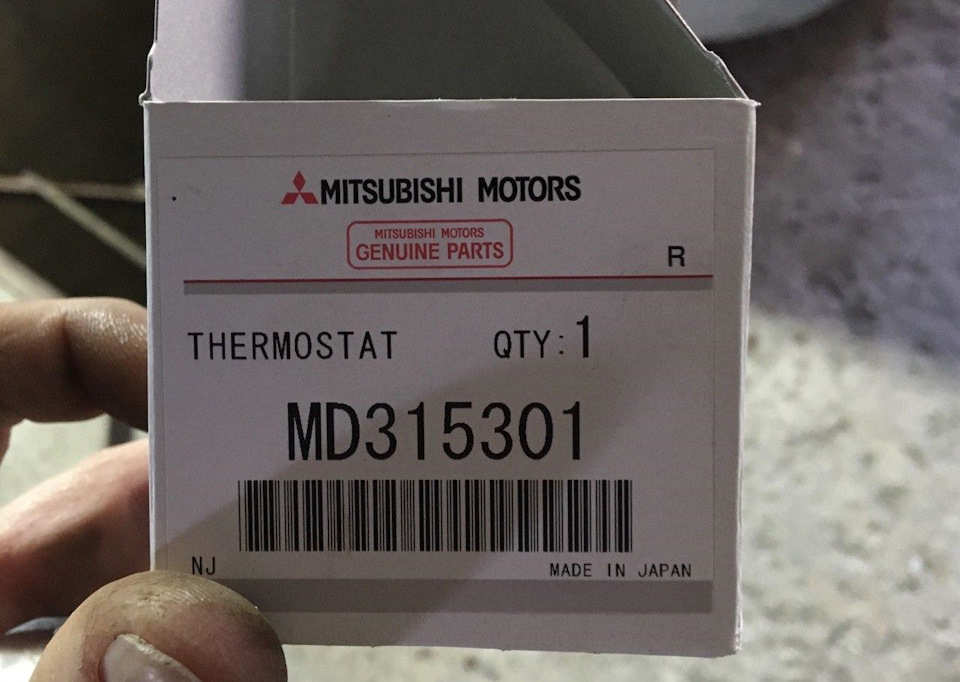 MITSUBISHI MOTORS
MITSUBISHI MOTORS
GENUINE PARTS
R
THERMOSTAT QTY:1
MD315301
NJ MADE IN JAPAN